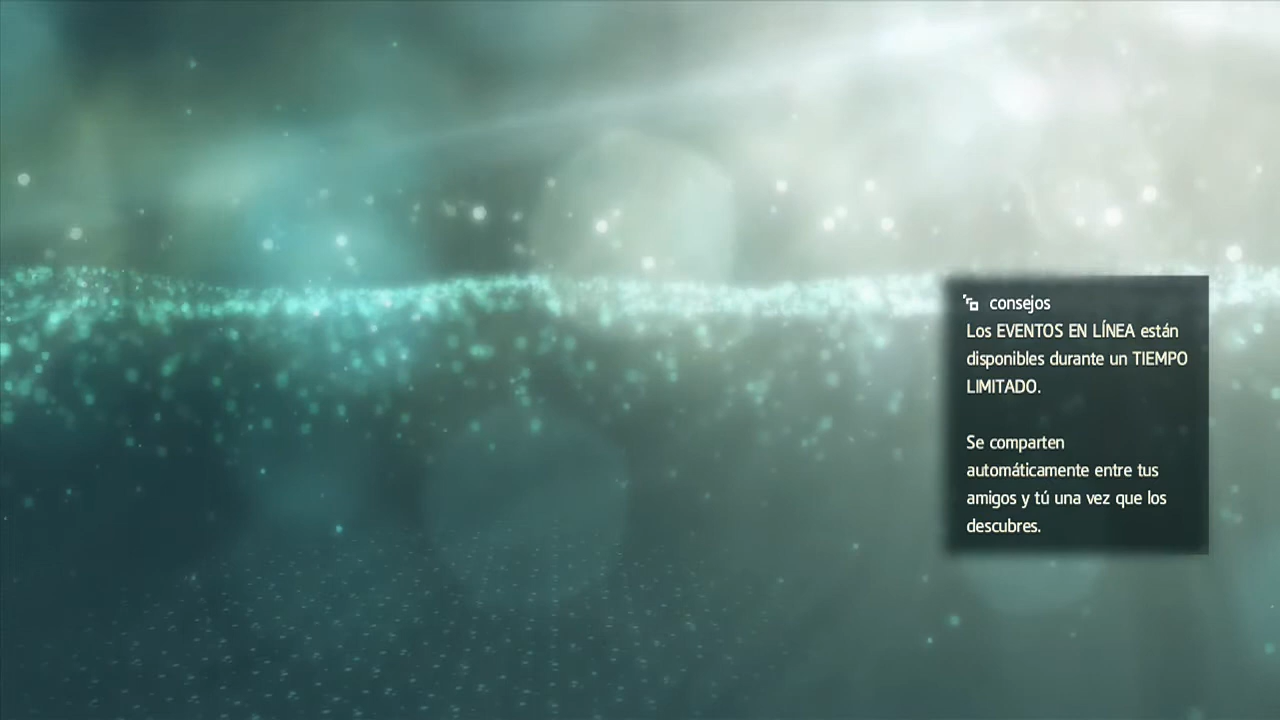 consejos
Los EVENTOS EN LÍNEA están
disponibles durante un TIEMPO
LIMITADO.
Se comparten
automáticamente entre tus
amigos y tú una vez que los
descubres.